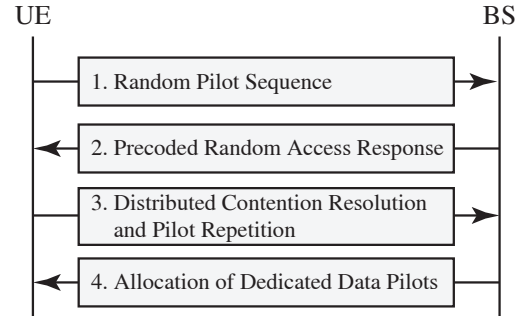 UE BS
1. Random Pilot Sequence
2. Precoded Random Access Response
3. Distributed Contention Resolution
and Pilot Repetition
4. Allocation of Dedicated Data Pilots